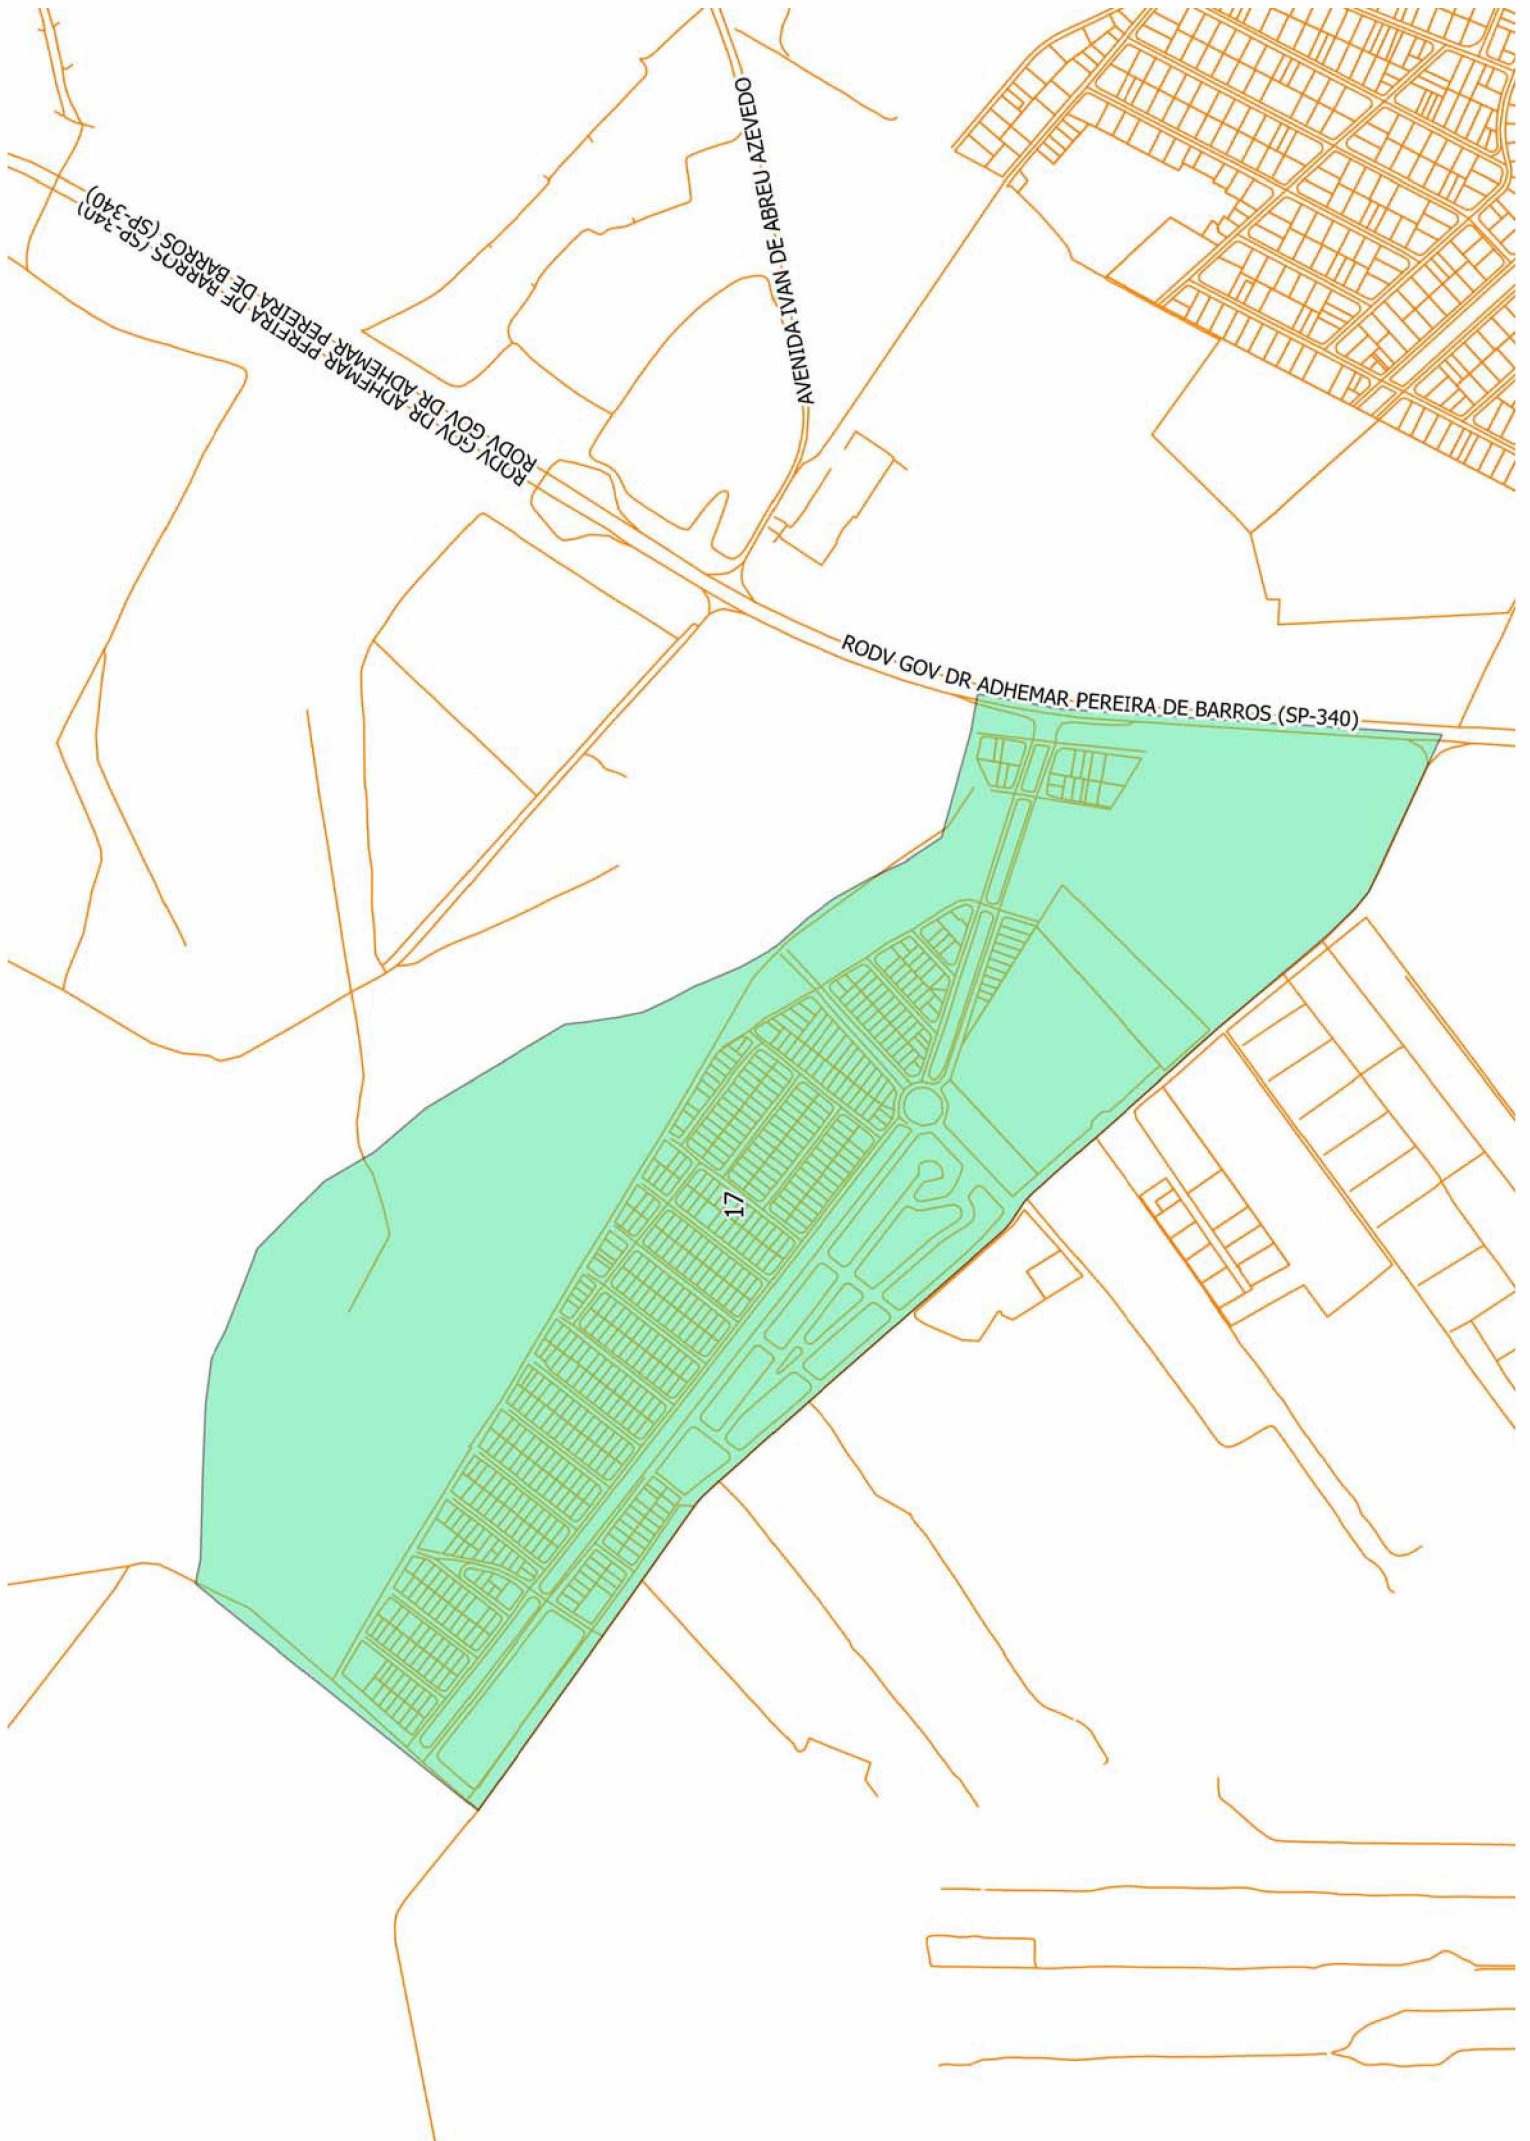 AVENIDA IVAN DE ABREU AZEVEDO
RODV GOV DR ADHEMAR PEREIRA DE BARROS (SP-340)
RODV GOV DR ADHEMAR PEREIRA DE BARROS (SP-340)
RODV GOV DR ADHEMAR PEREIRA DE BARROS (SP-340)
17